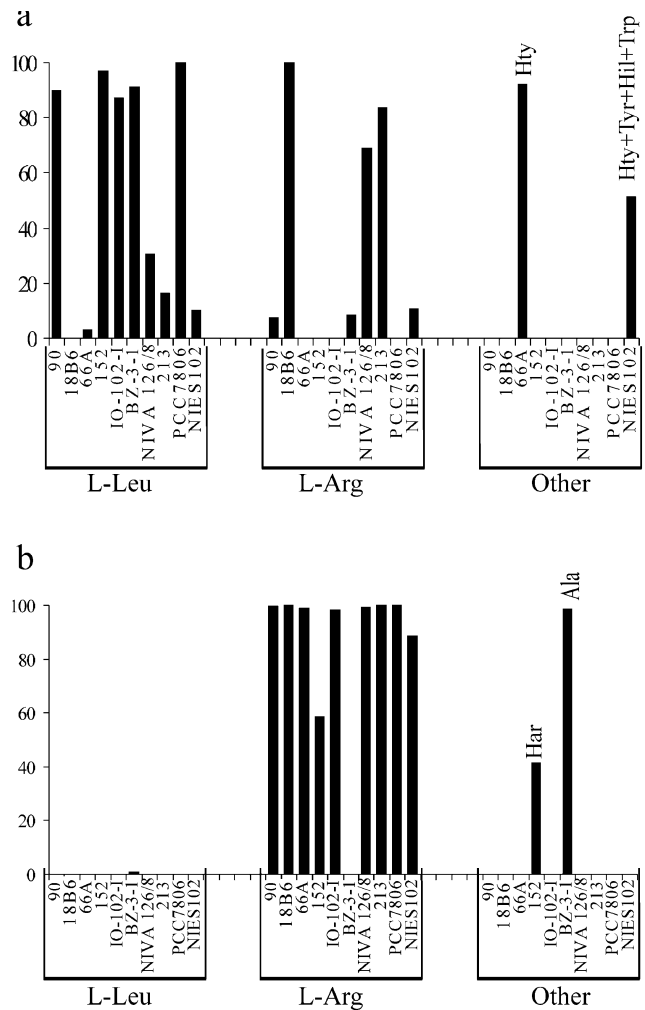 a
100
80
60
40
20
0
Hty
Hty+Tyr+Hil+Trp
90
18B6
66A
152
IO-102-I
BZ-3-1
NIVA 126/8
213
PCC7806
NIES102
90
18B6
66A
152
IO-102-I
BZ-3-1
NIVA 126/8
213
PCC7806
NIES102
90
18B6
66A
152
IO-102-I
BZ-3-1
NIVA 126/8
213
PCC7806
NIES102
L-Leu L-Arg Other
b
100
80
60
40
20
0
Har
Ala
90
18B6
66A
152
IO-102-I
BZ-3-1
NIVA 126/8
213
PCC7806
NIES102
90
18B6
66A
152
IO-102-I
BZ-3-1
NIVA 126/8
213
PCC7806
NIES102
90
18B6
66A
152
IO-102-I
BZ-3-1
NIVA 126/8
213
PCC7806
NIES102
L-Leu L-Arg Other